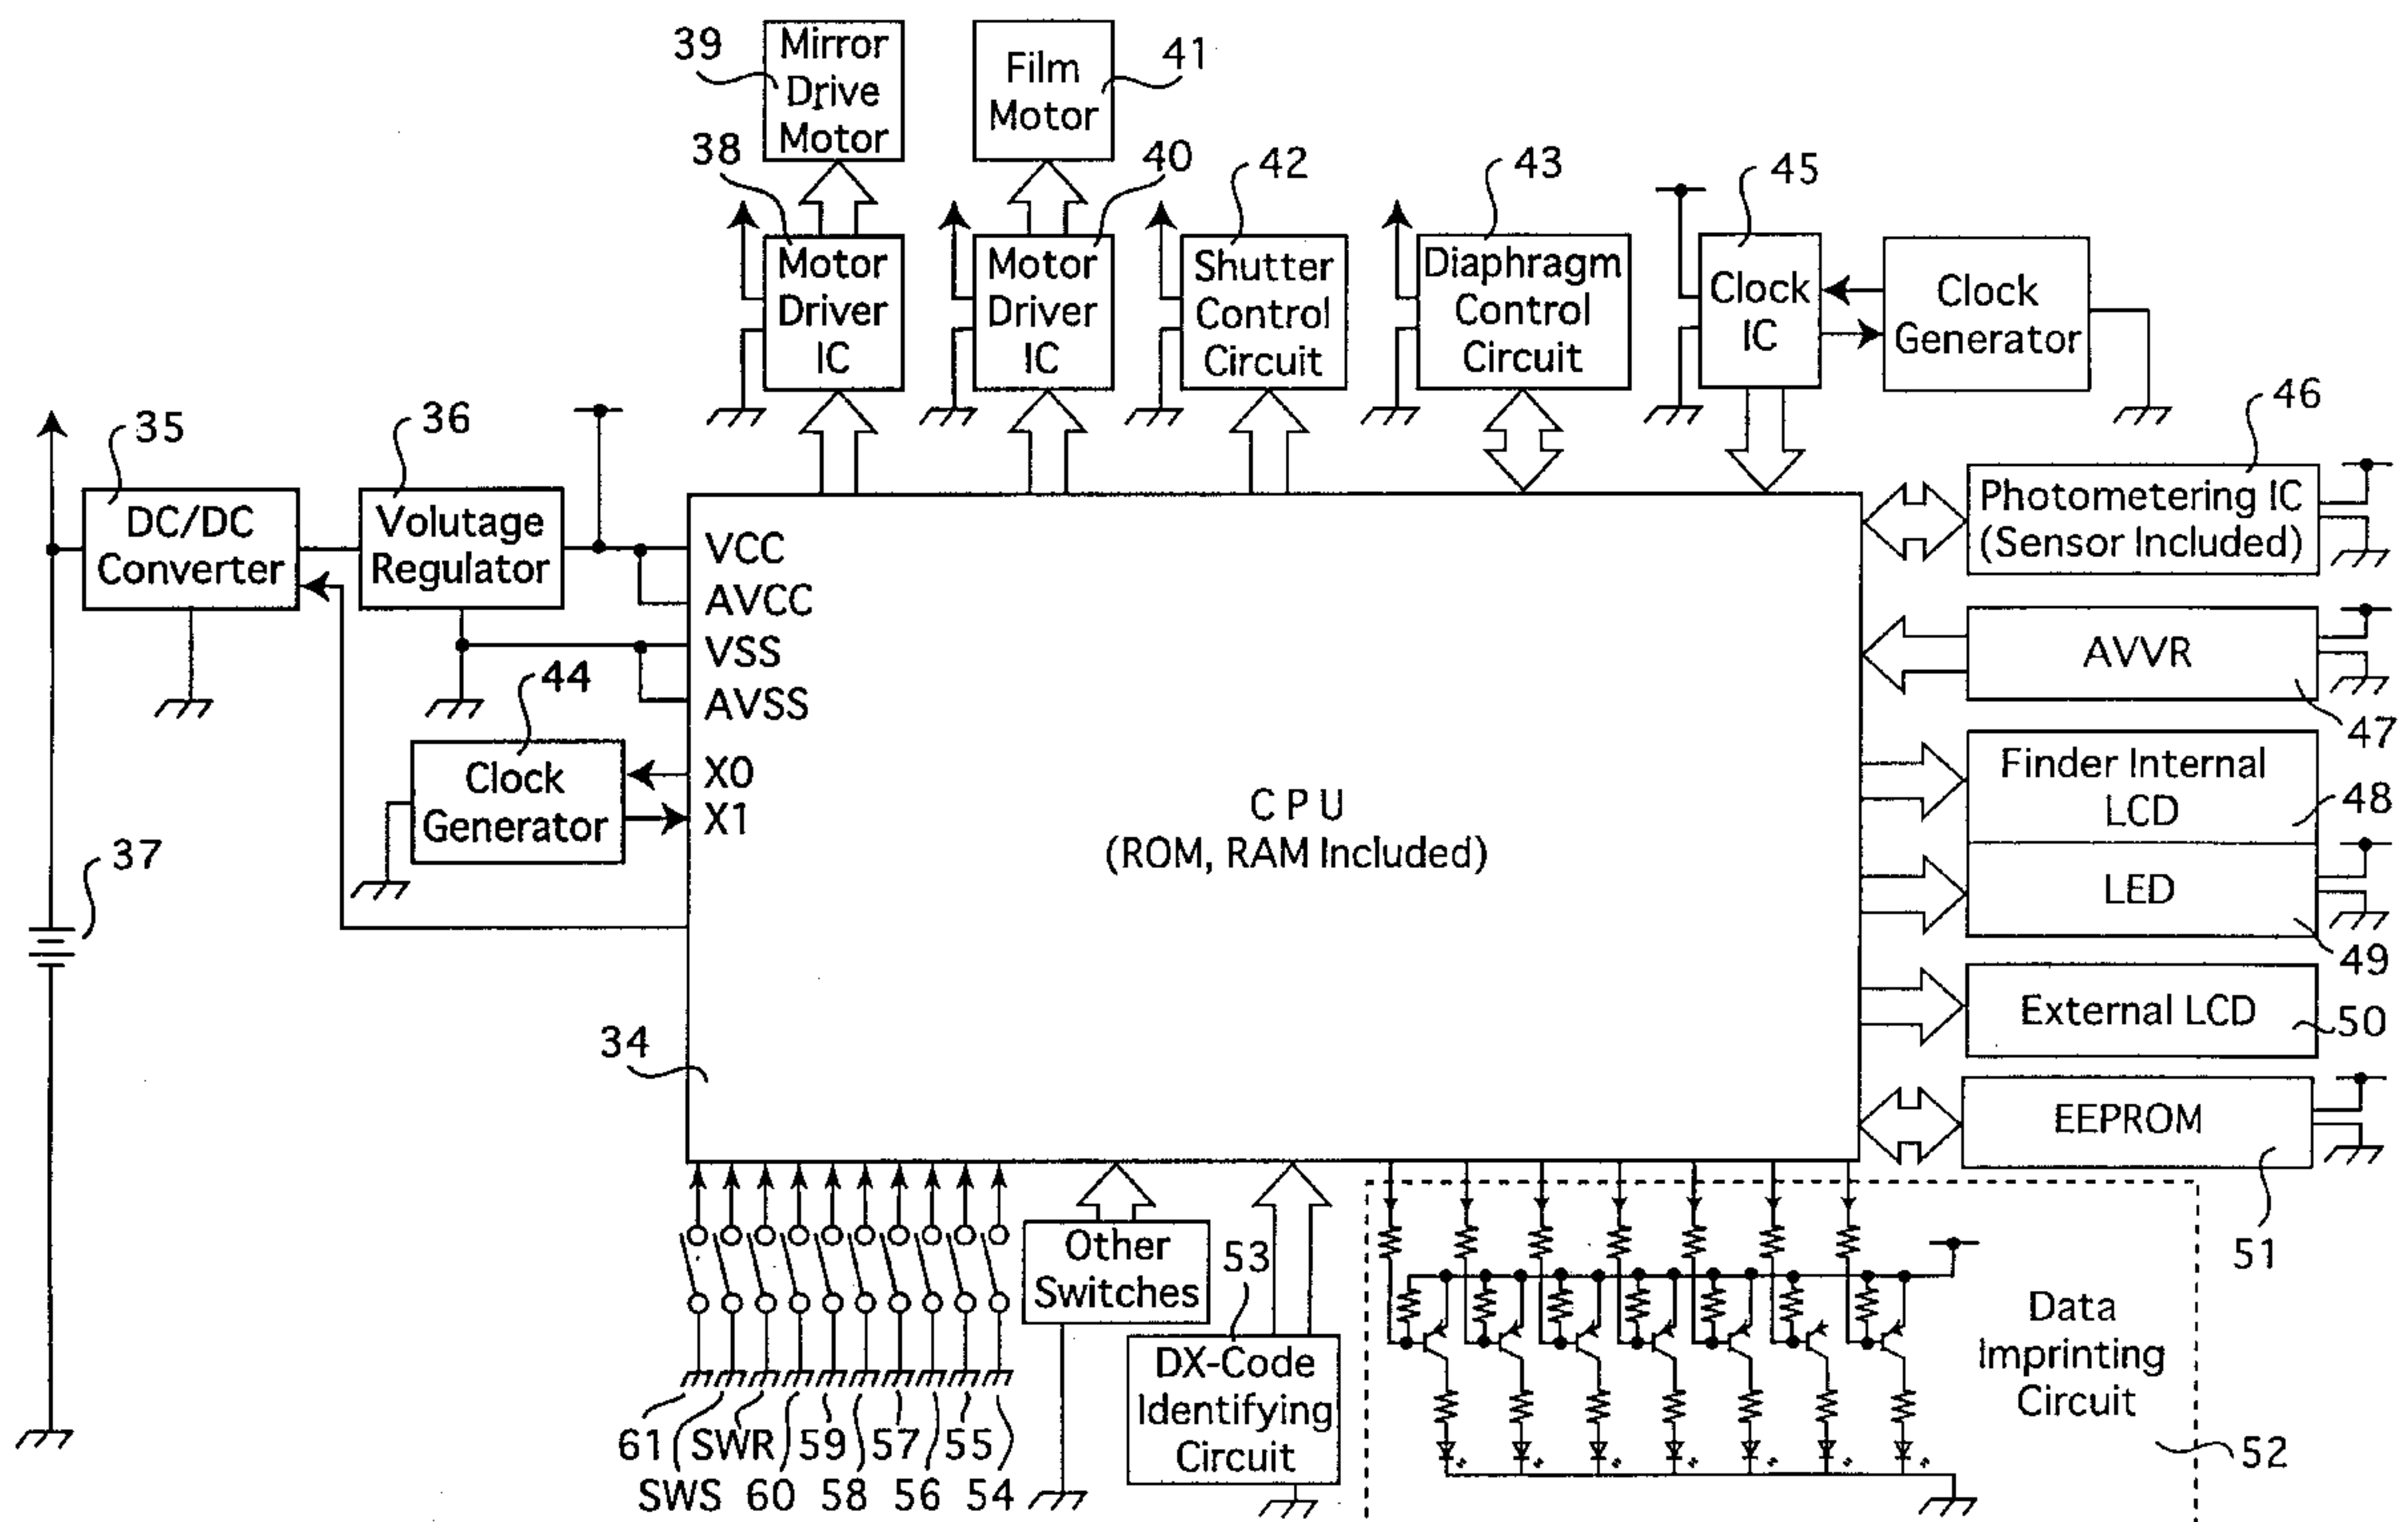 39
Mirror
Drive
Motor
Film
Motor
41
38
40
42
43
45
Motor
Driver
IC
Motor
Driver
IC
Shutter
Control
Circuit
Diaphragm
Control
Circuit
Clock
IC
Clock
Generator
35
36
46
DC/DC
Converter
Volutage
Regulator
VCC
AVCC
VSS
AVSS
X0
X1
Photometering IC
(Sensor Included)
AVVR
47
44
Clock
Generator
37
CPU
(ROM, RAM Included)
Finder Internal
LCD
48
LED
49
External LCD
50
34
EEPROM
51
Other
Switches
53
DX-Code
Identifying
Circuit
Data
Imprinting
Circuit
52
61 SWR 59 57 55
SWS 60 58 56 54